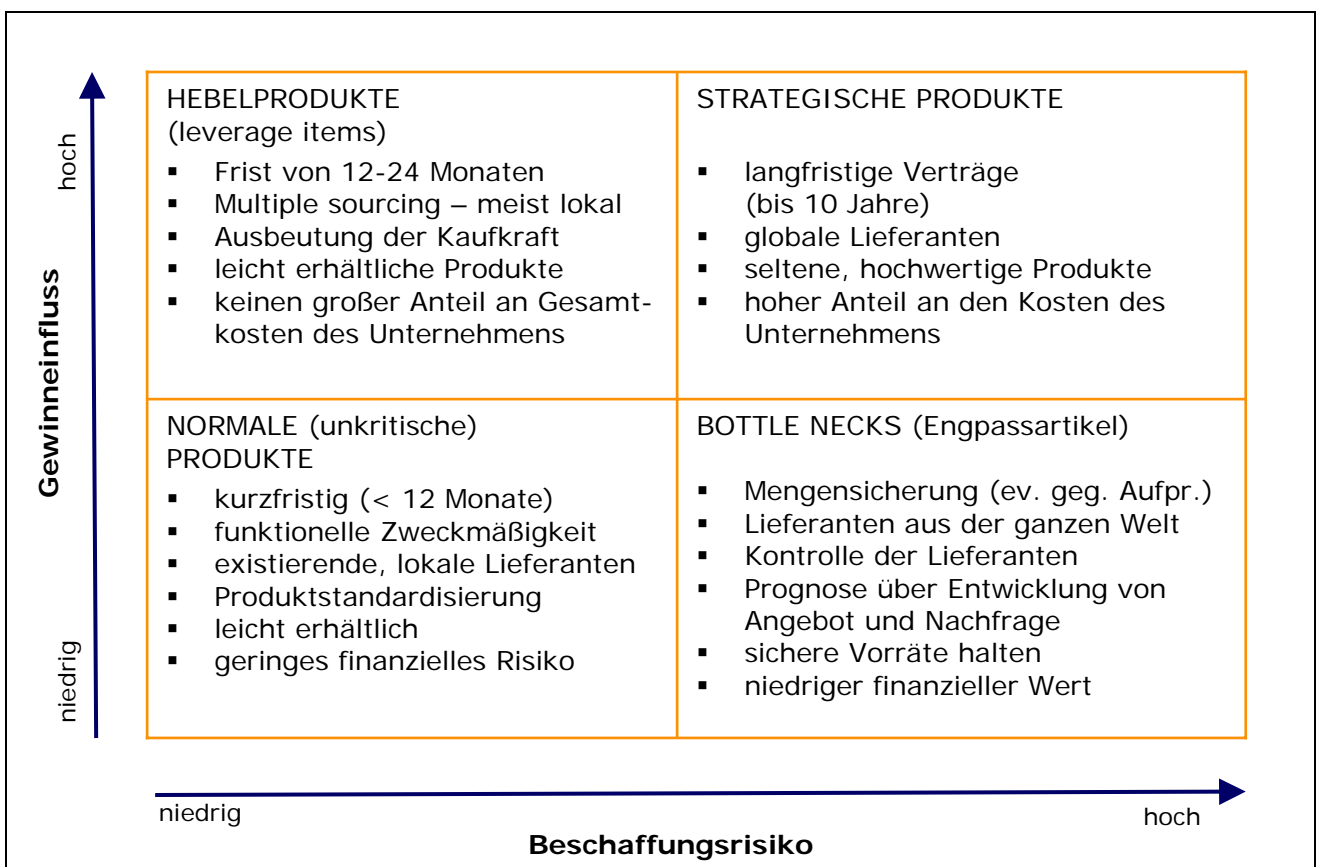 HEBELPRODUKTE
(leverage items)
▪ Frist von 12-24 Monaten
▪ Multiple sourcing – meist lokal
▪ Ausbeutung der Kaufkraft
▪ leicht erhältliche Produkte
▪ keinen großer Anteil an Gesamt-
kosten des Unternehmens
STRATEGISCHE PRODUKTE
▪ langfristige Verträge
(bis 10 Jahre)
▪ globale Lieferanten
▪ seltene, hochwertige Produkte
▪ hoher Anteil an den Kosten des
Unternehmens
NORMALE (unkritische)
PRODUKTE
▪ kurzfristig (< 12 Monate)
▪ funktionelle Zweckmäßigkeit
▪ existierende, lokale Lieferanten
▪ Produktstandardisierung
▪ leicht erhältlich
▪ geringes finanzielles Risiko
BOTTLE NECKS (Engpassartikel)
▪ Mengensicherung (ev. geg. Aufpr.)
▪ Lieferanten aus der ganzen Welt
▪ Kontrolle der Lieferanten
▪ Prognose über Entwicklung von
Angebot und Nachfrage
▪ sichere Vorräte halten
▪ niedriger finanzieller Wert
hoch
Gewinneinfluss
niedrig
niedrig
hoch
Beschaffungsrisiko